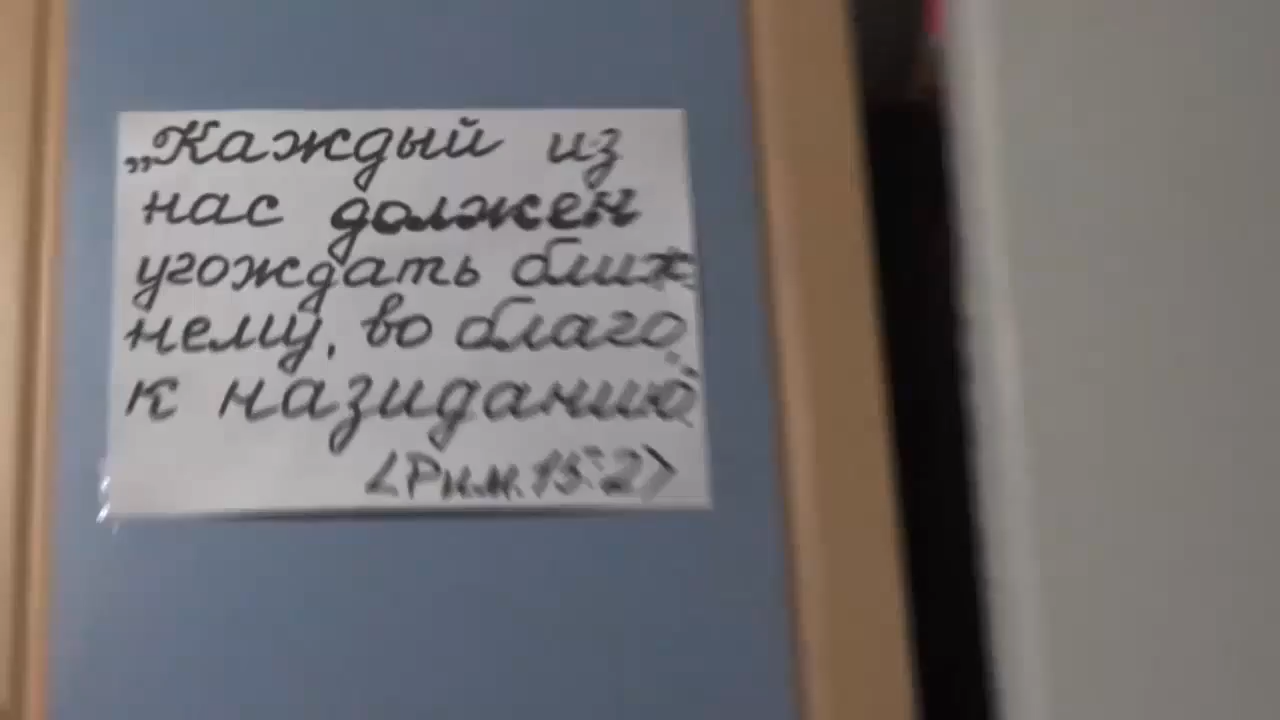 „Каждый из
нас должен
угождать ближ-
нему, во благо,
к назиданию"
<Рим. 15:2>